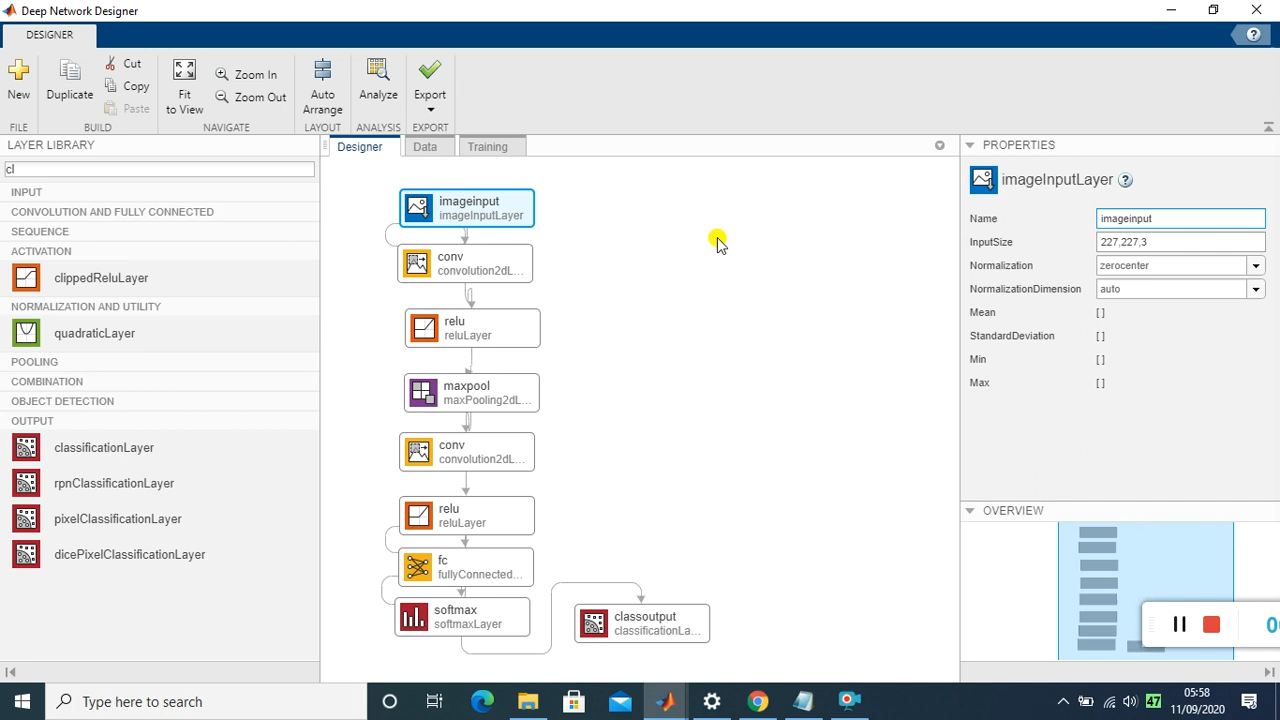 Deep Network Designer
DESIGNER
New
Duplicate
Cut
Copy
Paste
Fit
to View
Zoom In
Zoom Out
Auto
Arrange
Analyze
Export
FILE
BUILD
NAVIGATE
LAYOUT
ANALYSIS
EXPORT
LAYER LIBRARY
cl
INPUT
CONVOLUTION AND FULLY CONNECTED
SEQUENCE
ACTIVATION
clippedReluLayer
NORMALIZATION AND UTILITY
quadraticLayer
POOLING
COMBINATION
OBJECT DETECTION
OUTPUT
classificationLayer
rpnClassificationLayer
pixelClassificationLayer
dicePixelClassificationLayer
Designer
Data
Training
imageinput
imageInputLayer
conv
convolution2dL...
relu
reluLayer
maxpool
maxPooling2dL...
conv
convolution2dL...
relu
reluLayer
fc
fullyConnected...
softmax
softmaxLayer
classoutput
classificationLa...
PROPERTIES
imageInputLayer
Name imageinput
InputSize 227,227,3
Normalization zerocenter
NormalizationDimension auto
Mean [ ]
StandardDeviation [ ]
Min [ ]
Max [ ]
OVERVIEW
Type here to search
47
05:58
11/09/2020